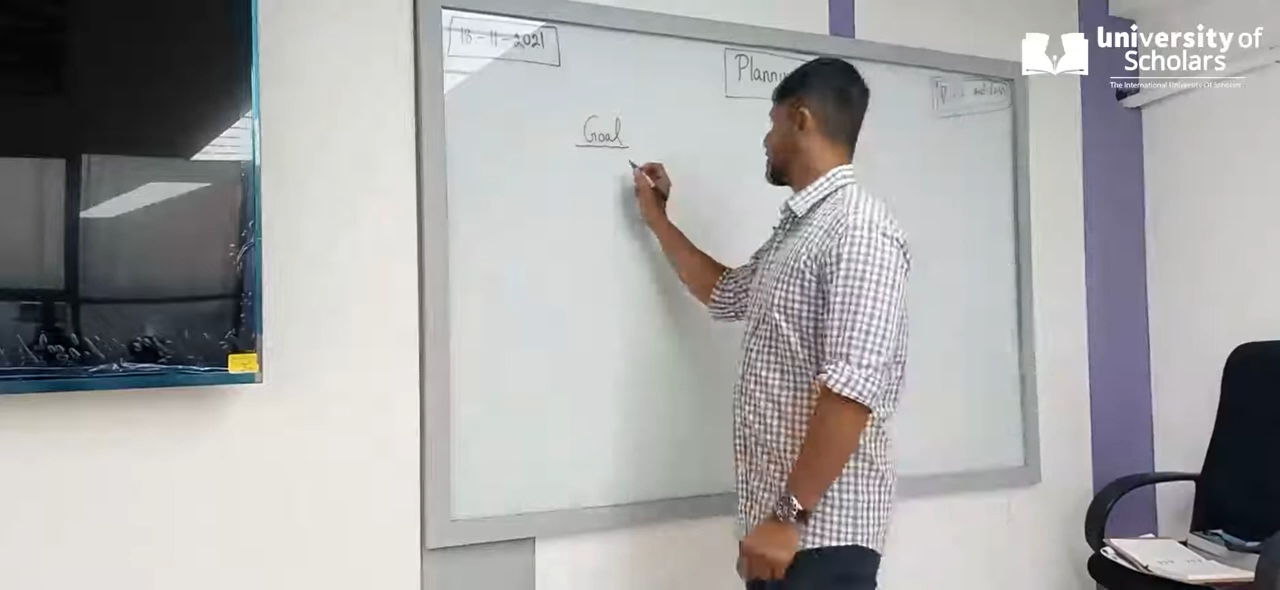 18-11-2021
Goal
University of
Scholars
The International University Of Scholars